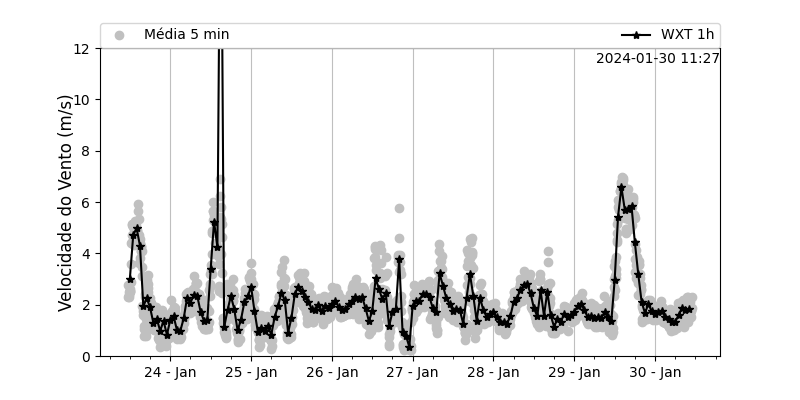 Média 5 min
WXT 1h
2024-01-30 11:27
Velocidade do Vento (m/s)
12
10
8
6
4
2
0
24 - Jan
25 - Jan
26 - Jan
27 - Jan
28 - Jan
29 - Jan
30 - Jan